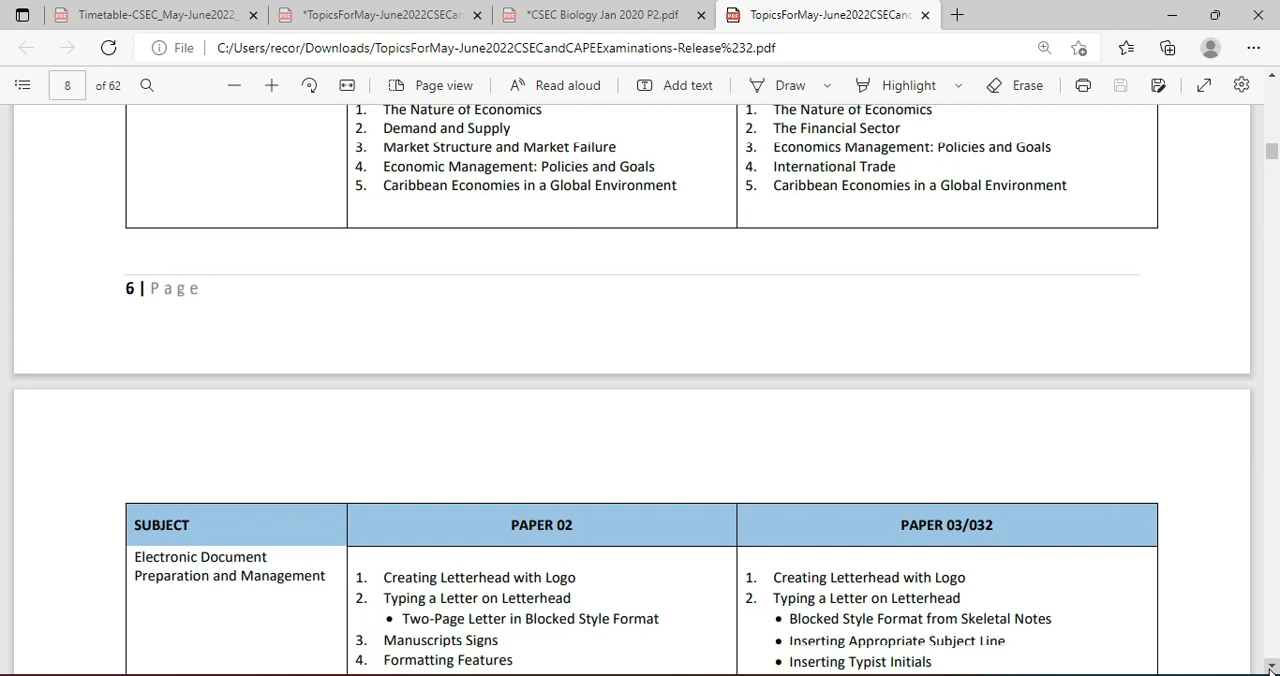 Timetable-CSEC_May-June2022_
*TopicsForMay-June2022CSECan
*CSEC Biology Jan 2020 P2.pdf
TopicsForMay-June2022CSECanc
File C:/Users/recor/Downloads/TopicsForMay-June2022CSECandCAPEExaminations-Release%232.pdf
8 of 62 Page view Read aloud Add text Draw Highlight Erase
1. The Nature of Economics
2. Demand and Supply
3. Market Structure and Market Failure
4. Economic Management: Policies and Goals
5. Caribbean Economies in a Global Environment
1. The Nature of Economics
2. The Financial Sector
3. Economics Management: Policies and Goals
4. International Trade
5. Caribbean Economies in a Global Environment
6 | Page
SUBJECT PAPER 02 PAPER 03/032
Electronic Document
Preparation and Management
1. Creating Letterhead with Logo
2. Typing a Letter on Letterhead
• Two-Page Letter in Blocked Style Format
3. Manuscripts Signs
4. Formatting Features
1. Creating Letterhead with Logo
2. Typing a Letter on Letterhead
• Blocked Style Format from Skeletal Notes
• Inserting Appropriate Subject Line
• Inserting Typist Initials